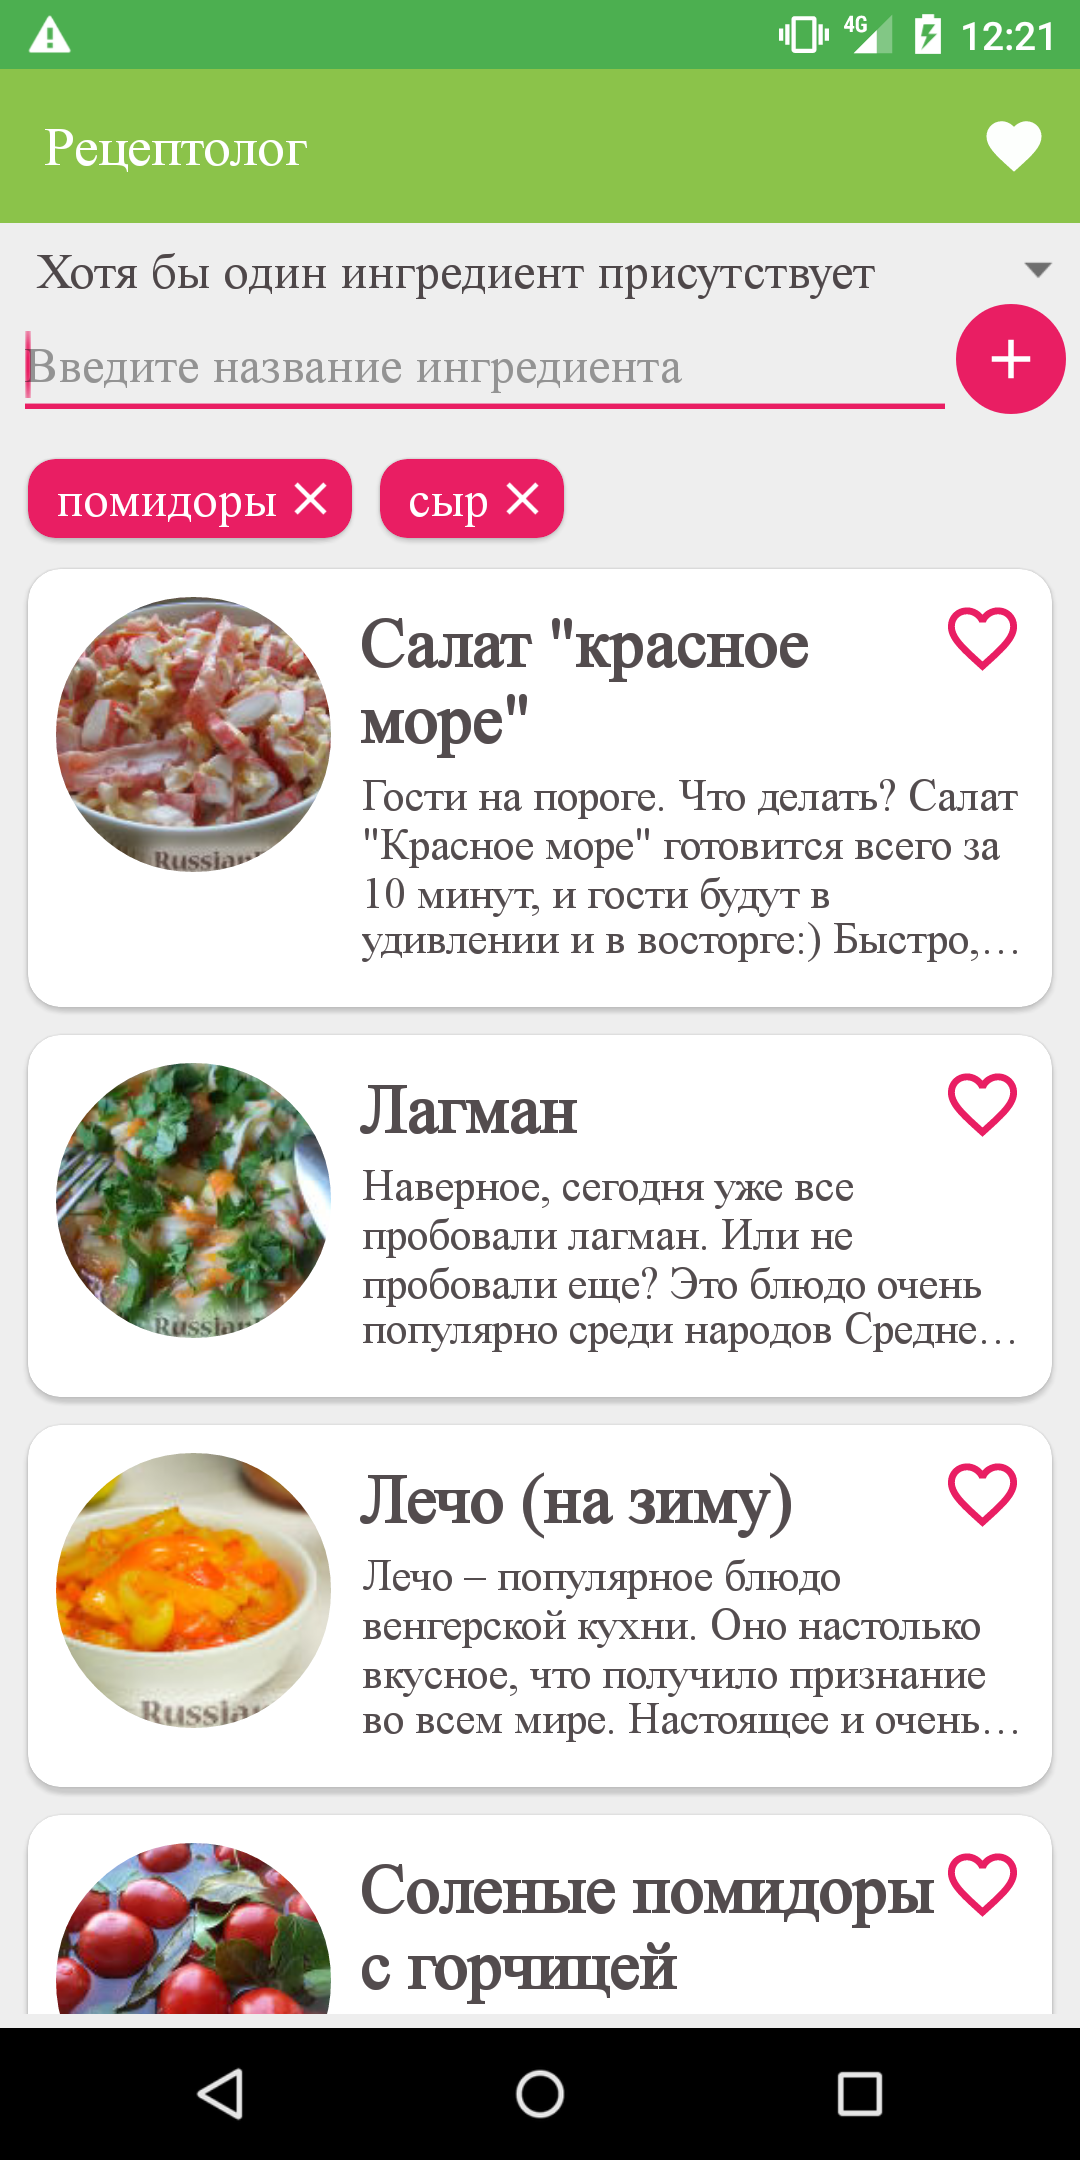 4G 12:21
Рецептолог
Хотя бы один ингредиент присутствует
Введите название ингредиента
помидоры сыр
Салат "красное
море"
Гости на пороге. Что делать? Салат
"Красное море" готовится всего за
10 минут, и гости будут в
удивлении и в восторге:) Быстро,…
Russian
Лагман
Наверное, сегодня уже все
пробовали лагман. Или не
пробовали еще? Это блюдо очень
популярно среди народов Средне…
Russian
Лечо (на зиму)
Лечо – популярное блюдо
венгерской кухни. Оно настолько
вкусное, что получило признание
во всем мире. Настоящее и очень…
Russian
Соленые помидоры
с горчицей